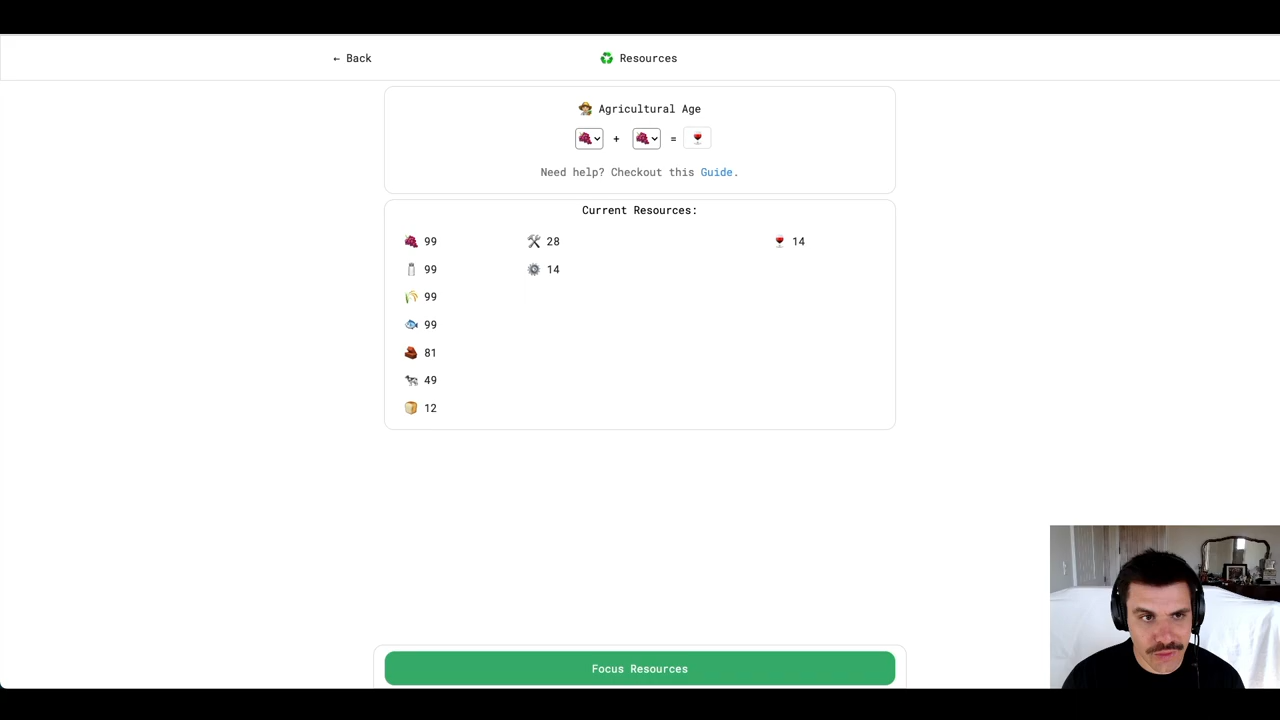 ← Back
Resources
Agricultural Age
+ =
Need help? Checkout this Guide.
Current Resources:
99 28 14
99 14
99
99
81
49
12
Focus Resources